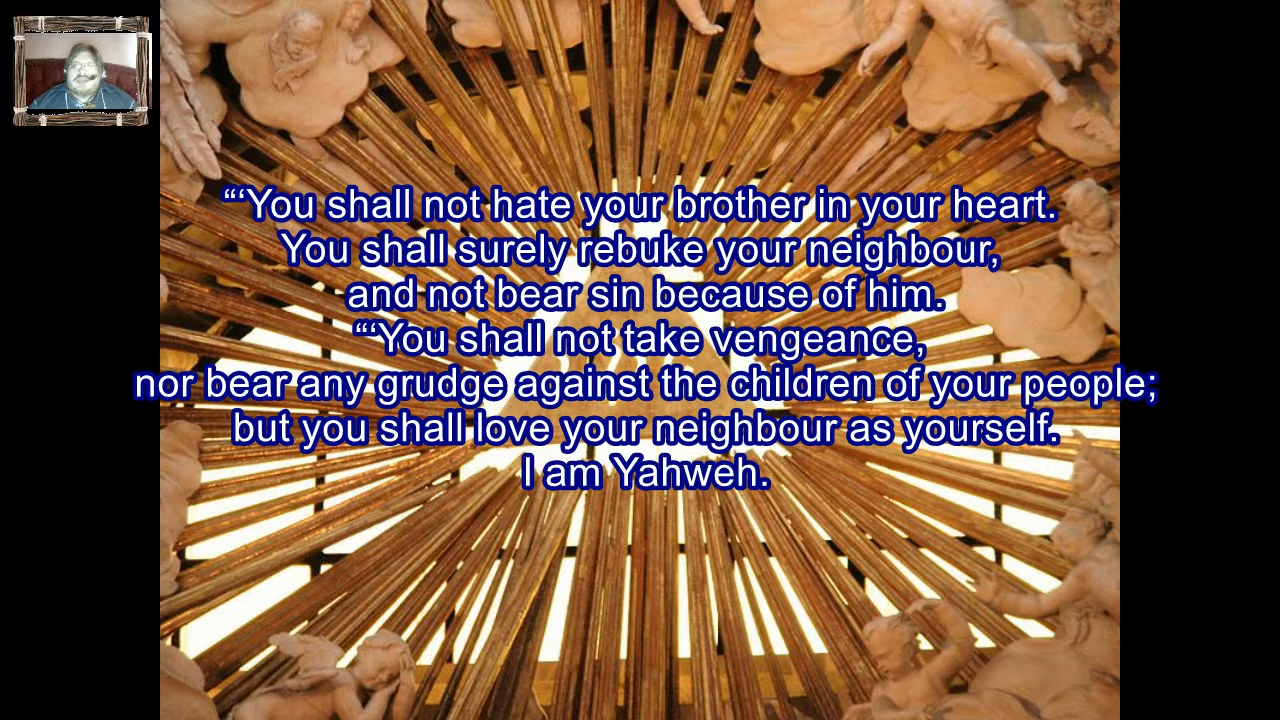 “‘You shall not hate your brother in your heart.
You shall surely rebuke your neighbour,
and not bear sin because of him.
“‘You shall not take vengeance,
nor bear any grudge against the children of your people;
but you shall love your neighbour as yourself.
I am Yahweh.